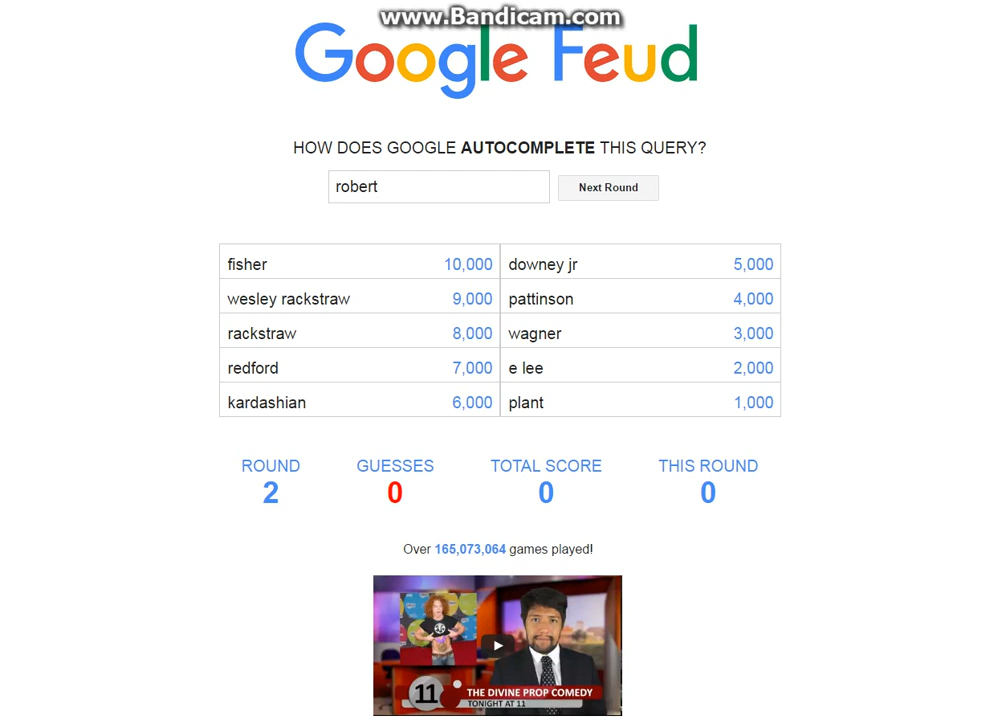 www.Bandicam.com
Google Feud
HOW DOES GOOGLE AUTOCOMPLETE THIS QUERY?
robert
Next Round
fisher 10,000 downey jr 5,000
wesley rackstraw 9,000 pattinson 4,000
rackstraw 8,000 wagner 3,000
redford 7,000 e lee 2,000
kardashian 6,000 plant 1,000
ROUND GUESSES TOTAL SCORE THIS ROUND
2 0 0 0
Over 165,073,064 games played!
11 THE DIVINE PROP COMEDY
TONIGHT AT 11